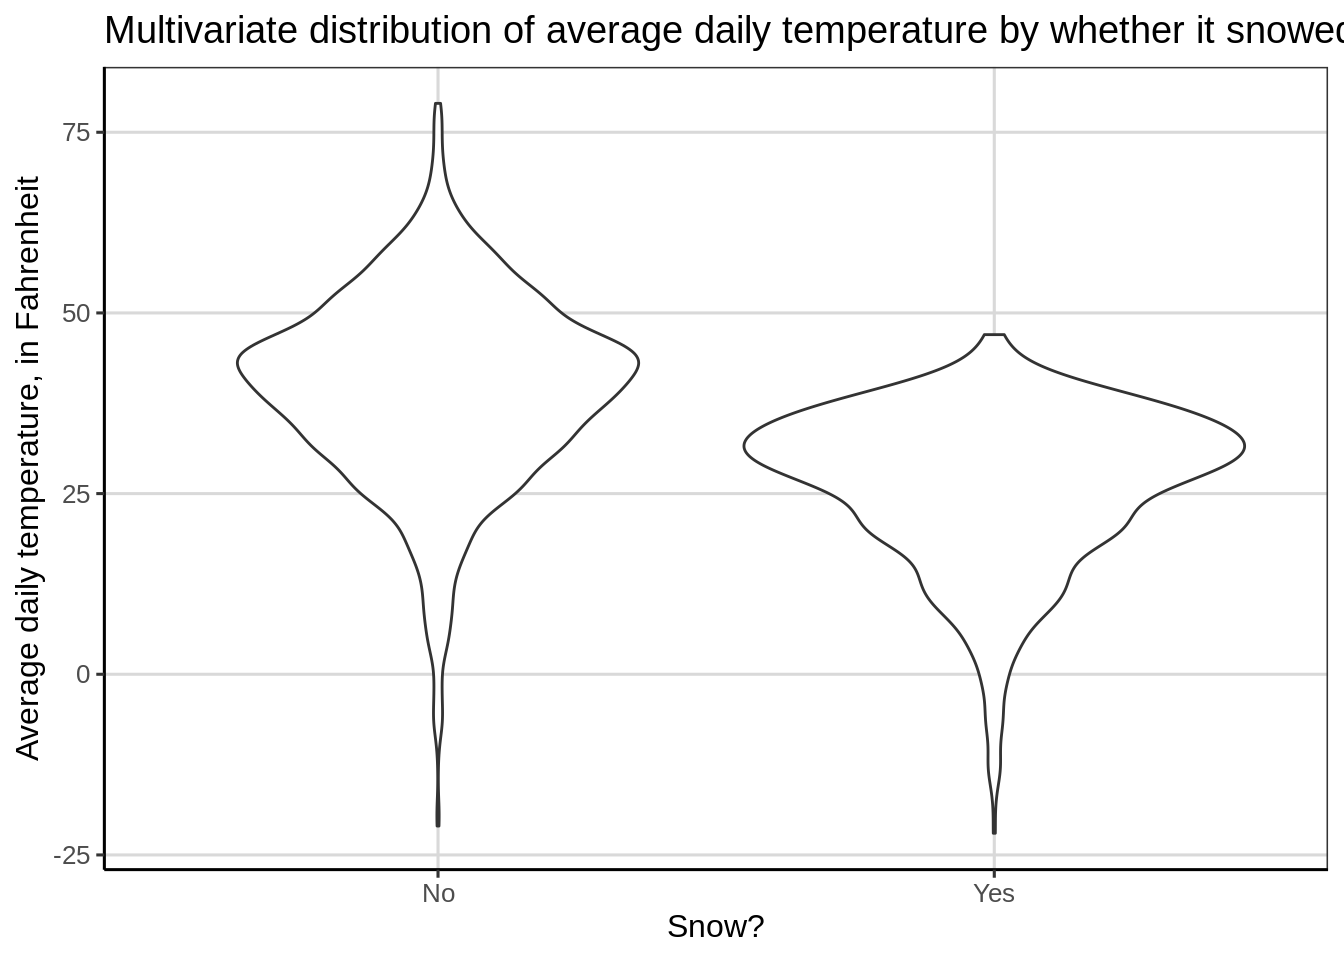 Multivariate distribution of average daily temperature by whether it snowed
Average daily temperature, in Fahrenheit
75
50
25
0
-25
No Yes
Snow?